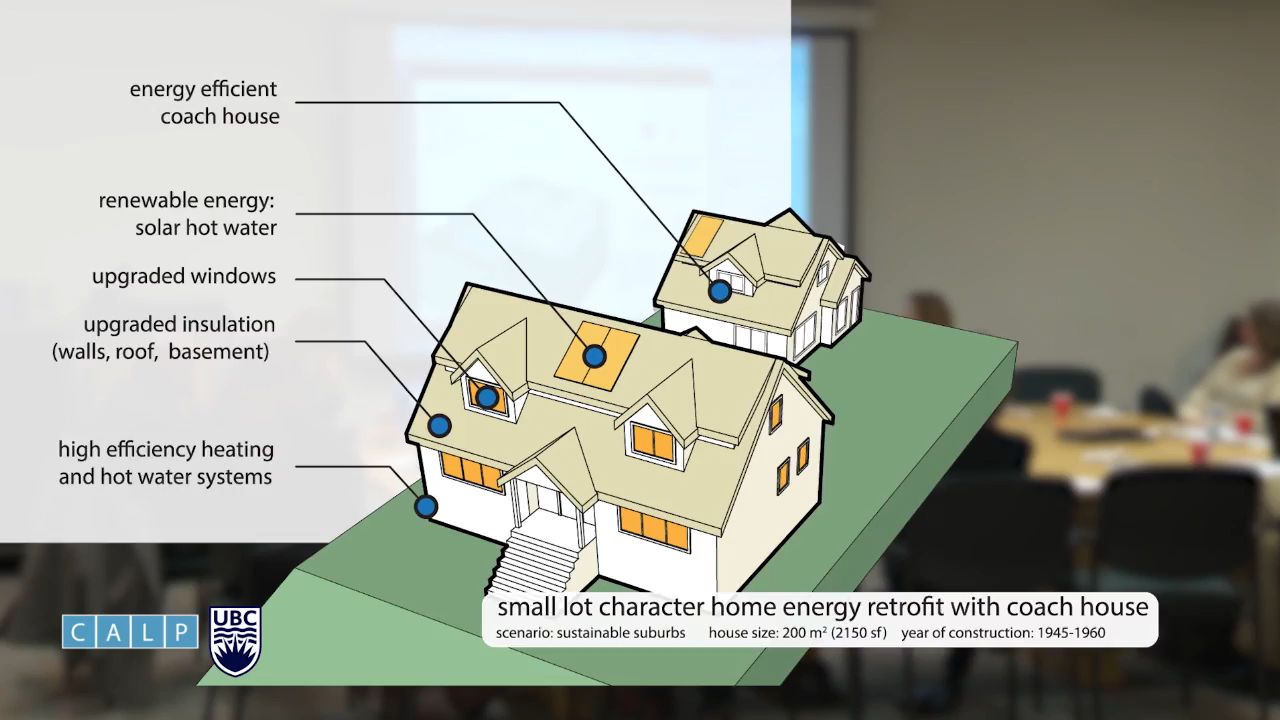 energy efficient
coach house
renewable energy:
solar hot water
upgraded windows
upgraded insulation
(walls, roof, basement)
high efficiency heating
and hot water systems
CALP
UBC
small lot character home energy retrofit with coach house
scenario: sustainable suburbs house size: 200 m² (2150 sf) year of construction: 1945-1960